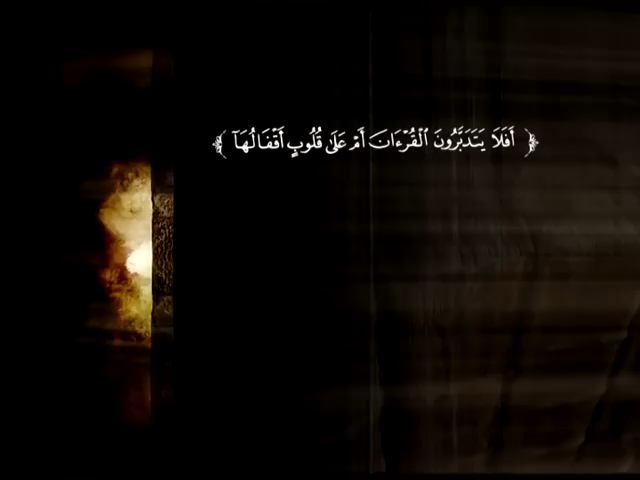 ﴿ أَفَلَا يَتَدَبَّرُونَ ٱلْقُرْءَانَ أَمْ عَلَىٰ قُلُوبٍ أَقْفَالُهَآ ﴾